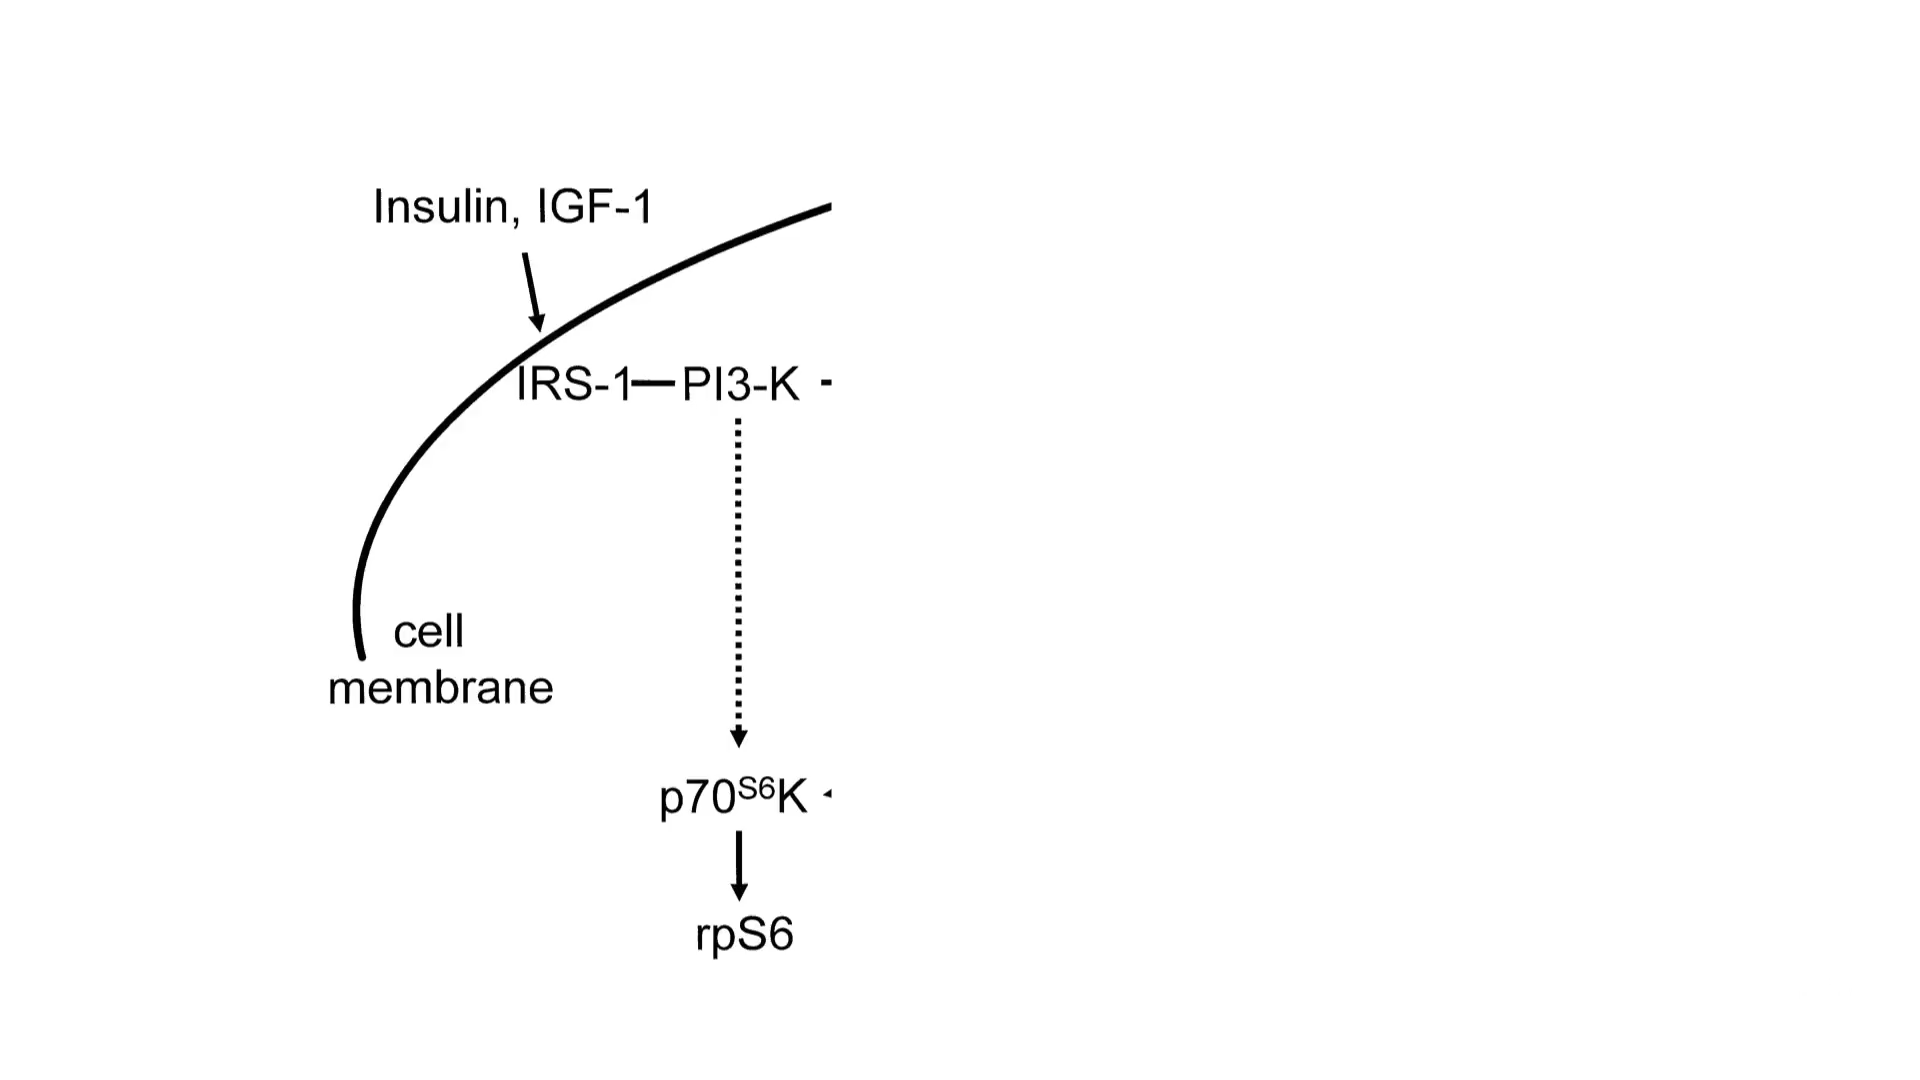 Insulin, IGF-1
IRS-1—PI3-K -
cell
membrane
p70S6K
rpS6